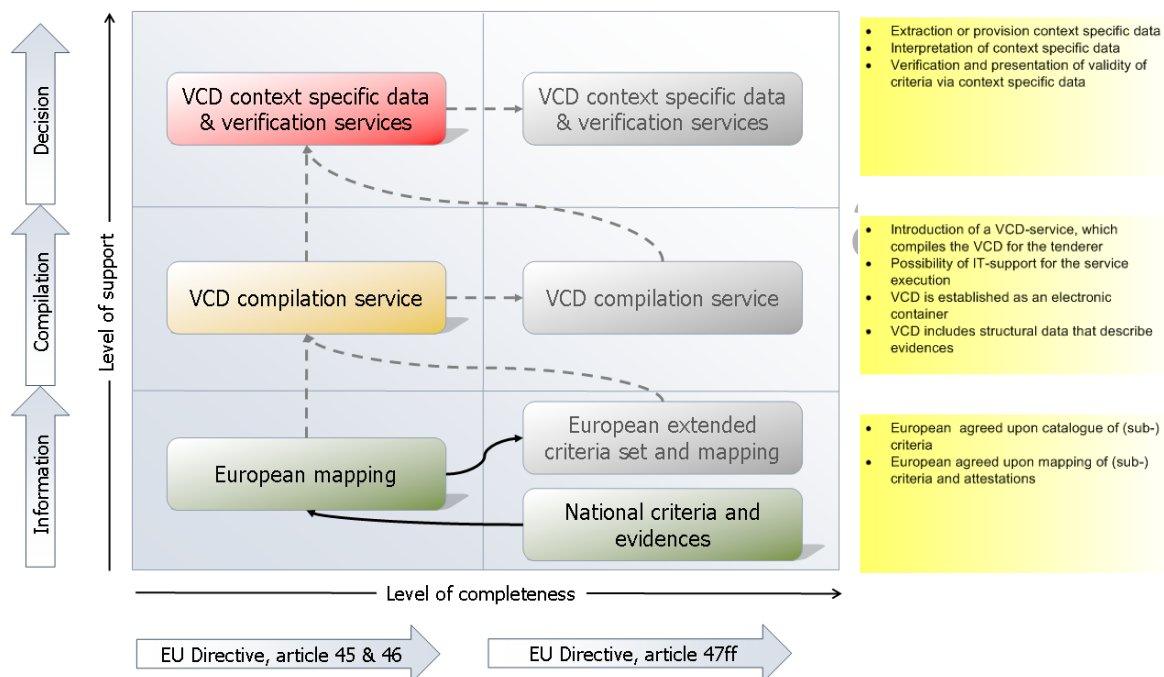 Decision
Compilation
Information
Level of support
VCD context specific data
& verification services
VCD context specific data
& verification services
VCD compilation service
VCD compilation service
European mapping
European extended
criteria set and mapping
National criteria and
evidences
Level of completeness
EU Directive, article 45 & 46
EU Directive, article 47ff
• Extraction or provision context specific data
• Interpretation of context specific data
• Verification and presentation of validity of
criteria via context specific data
• Introduction of a VCD-service, which
compiles the VCD for the tenderer
• Possibility of IT-support for the service
execution
• VCD is established as an electronic
container
• VCD includes structural data that describe
evidences
• European agreed upon catalogue of (sub-)
criteria
• European agreed upon mapping of (sub-)
criteria and attestations